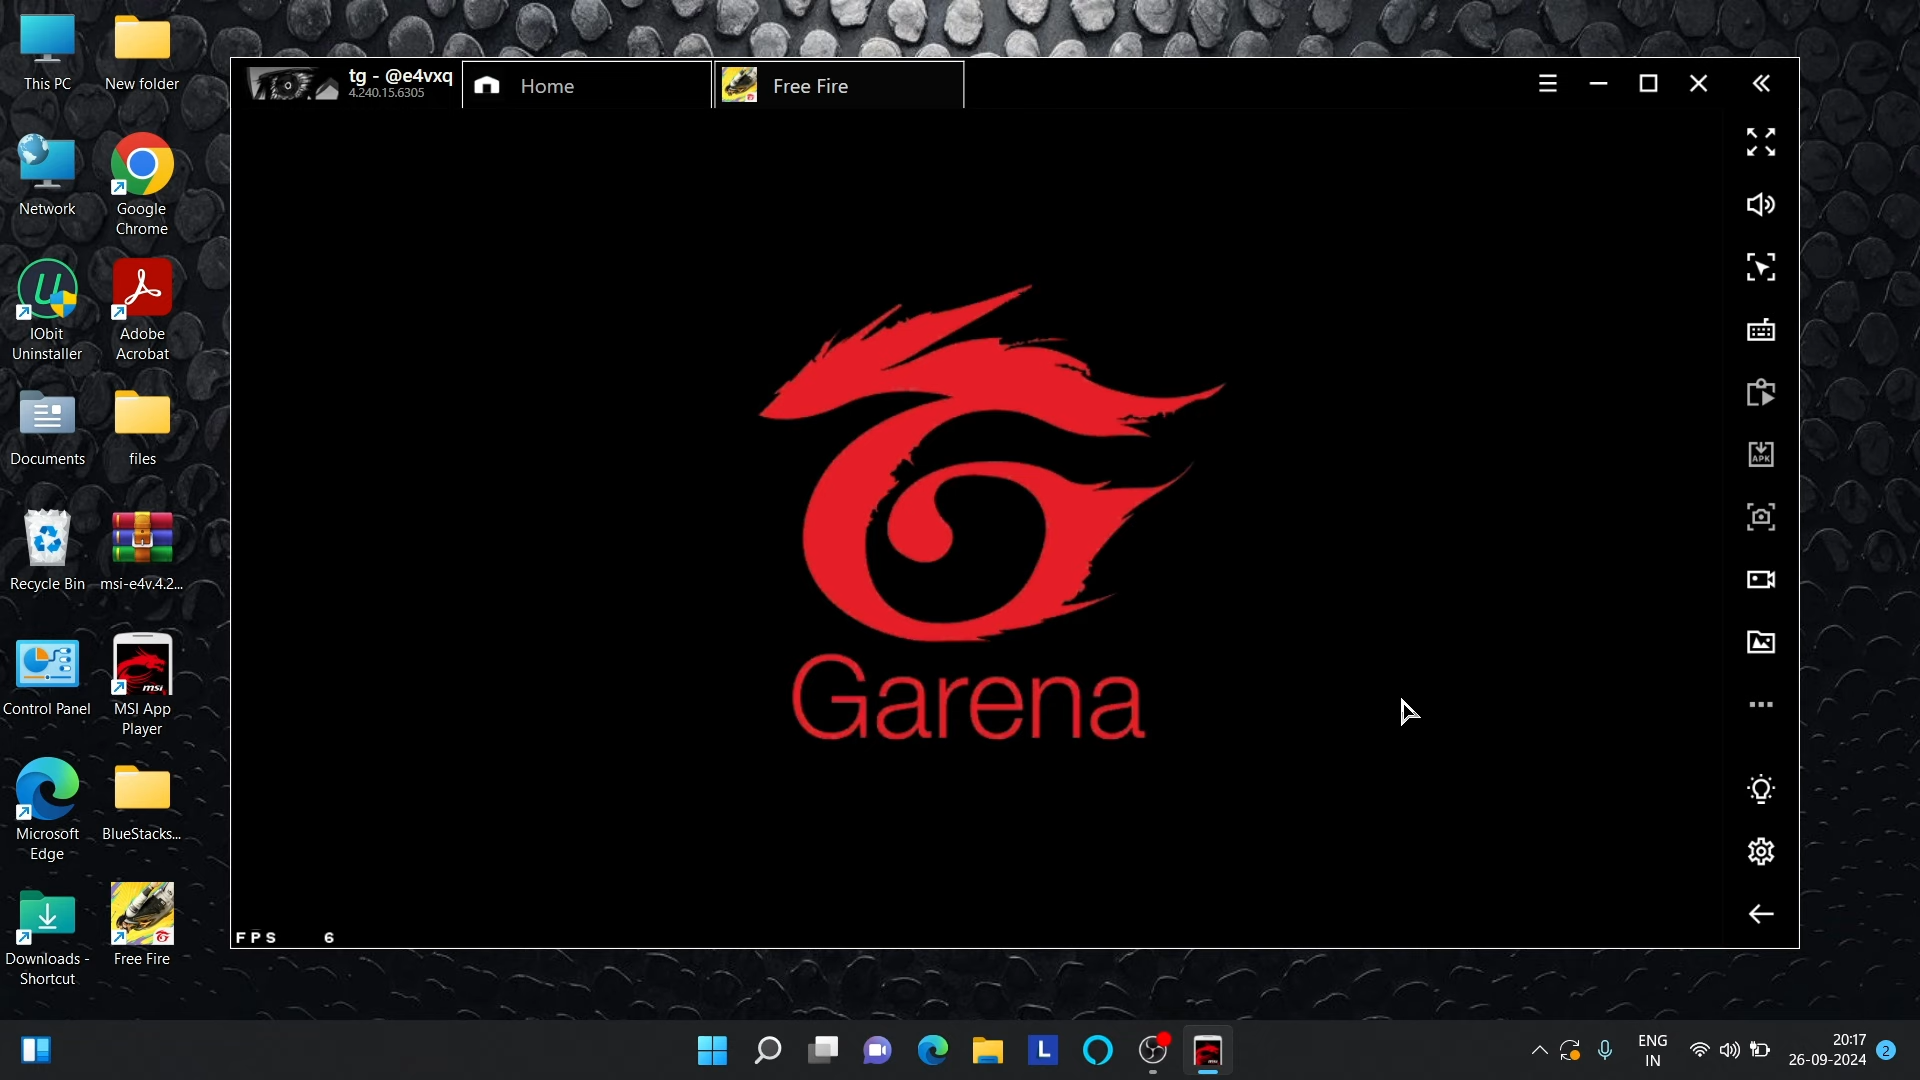 This PC
New folder
Network
Google
Chrome
IObit
Uninstaller
Adobe
Acrobat
Documents
files
Recycle Bin
msi-e4v.4.2...
Control Panel
msi
MSI App
Player
Microsoft
Edge
BlueStacks...
Downloads -
Shortcut
Free Fire
tg - @e4vxq
4.240.15.6305
Home
Free Fire
APK
Garena
FPS 6
L
ENG
IN
20:17
26-09-2024
2